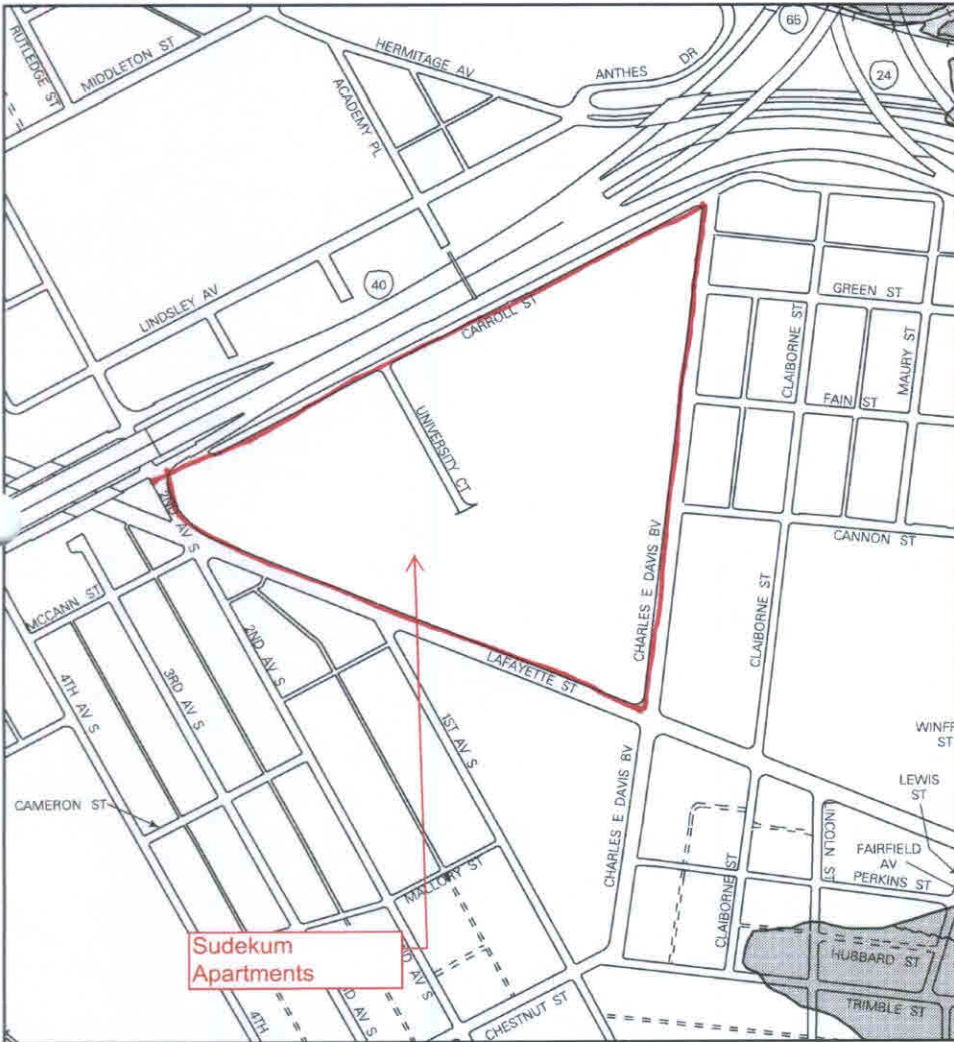 65
RUTLEDGE ST
MIDDLETON ST
HERMITAGE AV
ANTHES DR
24
ACADEMY PL
LINDSLEY AV
40
CARROLL ST
GREEN ST
CLAIBORNE ST
MAURY ST
FAIN ST
UNIVERSITY CT
2ND AV S
CANNON ST
CHARLES E DAVIS BV
CLAIBORNE ST
MCCANN ST
2ND AV S
3RD AV S
4TH AV S
LAFAYETTE ST
1ST AV S
WINFR
ST
CHARLES E DAVIS BV
LEWIS
ST
CAMERON ST
LINCOLN ST
FAIRFIELD
AV
PERKINS ST
MALLORY ST
CLAIBORNE ST
Sudekum
Apartments
HUBBARD ST
TRIMBLE ST
CHESTNUT ST
4TH